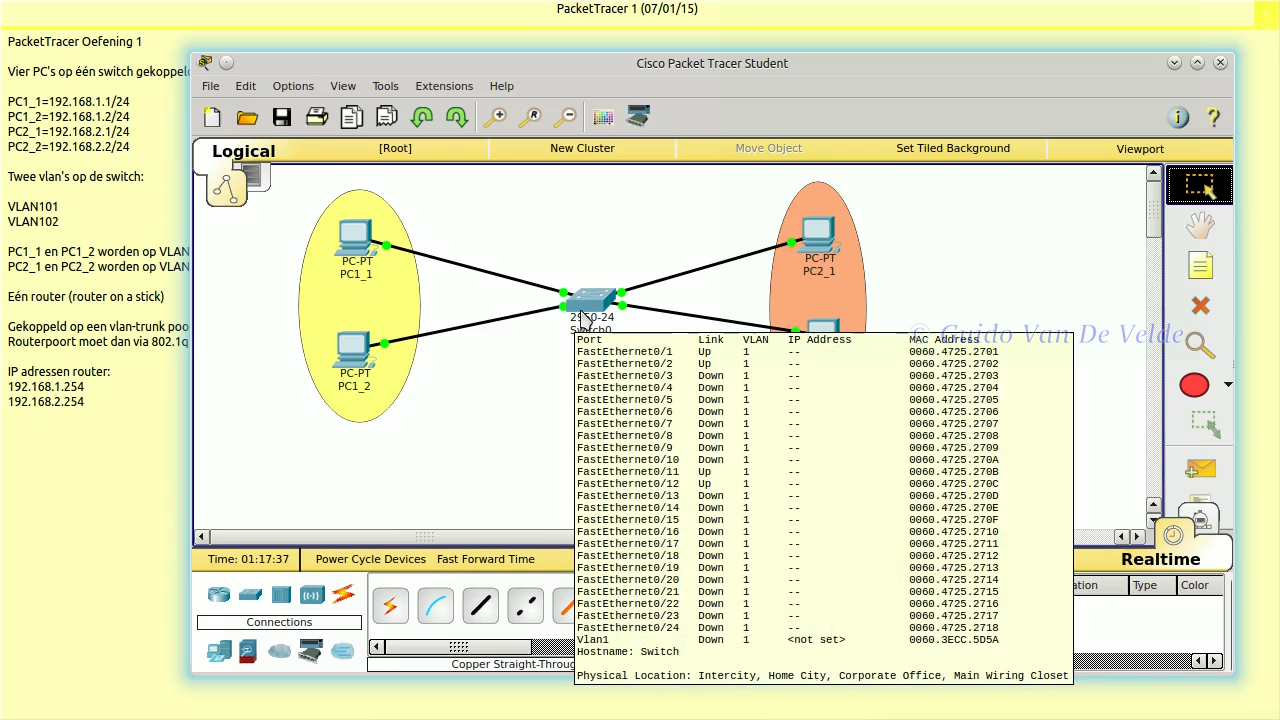 PacketTracer 1 (07/01/15)
PacketTracer Oefening 1
Vier PC's op één switch gekoppeld
PC1_1=192.168.1.1/24
PC1_2=192.168.1.2/24
PC2_1=192.168.2.1/24
PC2_2=192.168.2.2/24
Twee vlan's op de switch:
VLAN101
VLAN102
PC1_1 en PC1_2 worden op VLAN
PC2_1 en PC2_2 worden op VLAN
Eén router (router on a stick)
Gekoppeld op een vlan-trunk poo
Routerpoort moet dan via 802.1q
IP adressen router:
192.168.1.254
192.168.2.254
Cisco Packet Tracer Student
File Edit Options View Tools Extensions Help
Logical [Root] New Cluster Move Object Set Tiled Background Viewport
PC-PT
PC1_1
PC-PT
PC2_1
PC-PT
PC1_2
Switch0
© Guido Van De Velde
Port Link VLAN IP Address MAC Address
FastEthernet0/1 Up 1 -- 0060.4725.2701
FastEthernet0/2 Up 1 -- 0060.4725.2702
FastEthernet0/3 Down 1 -- 0060.4725.2703
FastEthernet0/4 Down 1 -- 0060.4725.2704
FastEthernet0/5 Down 1 -- 0060.4725.2705
FastEthernet0/6 Down 1 -- 0060.4725.2706
FastEthernet0/7 Down 1 -- 0060.4725.2707
FastEthernet0/8 Down 1 -- 0060.4725.2708
FastEthernet0/9 Down 1 -- 0060.4725.2709
FastEthernet0/10 Down 1 -- 0060.4725.270A
FastEthernet0/11 Up 1 -- 0060.4725.270B
FastEthernet0/12 Up 1 -- 0060.4725.270C
FastEthernet0/13 Down 1 -- 0060.4725.270D
FastEthernet0/14 Down 1 -- 0060.4725.270E
FastEthernet0/15 Down 1 -- 0060.4725.270F
FastEthernet0/16 Down 1 -- 0060.4725.2710
FastEthernet0/17 Down 1 -- 0060.4725.2711
FastEthernet0/18 Down 1 -- 0060.4725.2712
FastEthernet0/19 Down 1 -- 0060.4725.2713
FastEthernet0/20 Down 1 -- 0060.4725.2714
FastEthernet0/21 Down 1 -- 0060.4725.2715
FastEthernet0/22 Down 1 -- 0060.4725.2716
FastEthernet0/23 Down 1 -- 0060.4725.2717
FastEthernet0/24 Down 1 -- 0060.4725.2718
Vlan1 Down 1 <not set> 0060.3ECC.5D5A
Hostname: Switch
Physical Location: Intercity, Home City, Corporate Office, Main Wiring Closet
Time: 01:17:37 Power Cycle Devices Fast Forward Time
Realtime
ation Type Color
Connections
Copper Straight-Throug